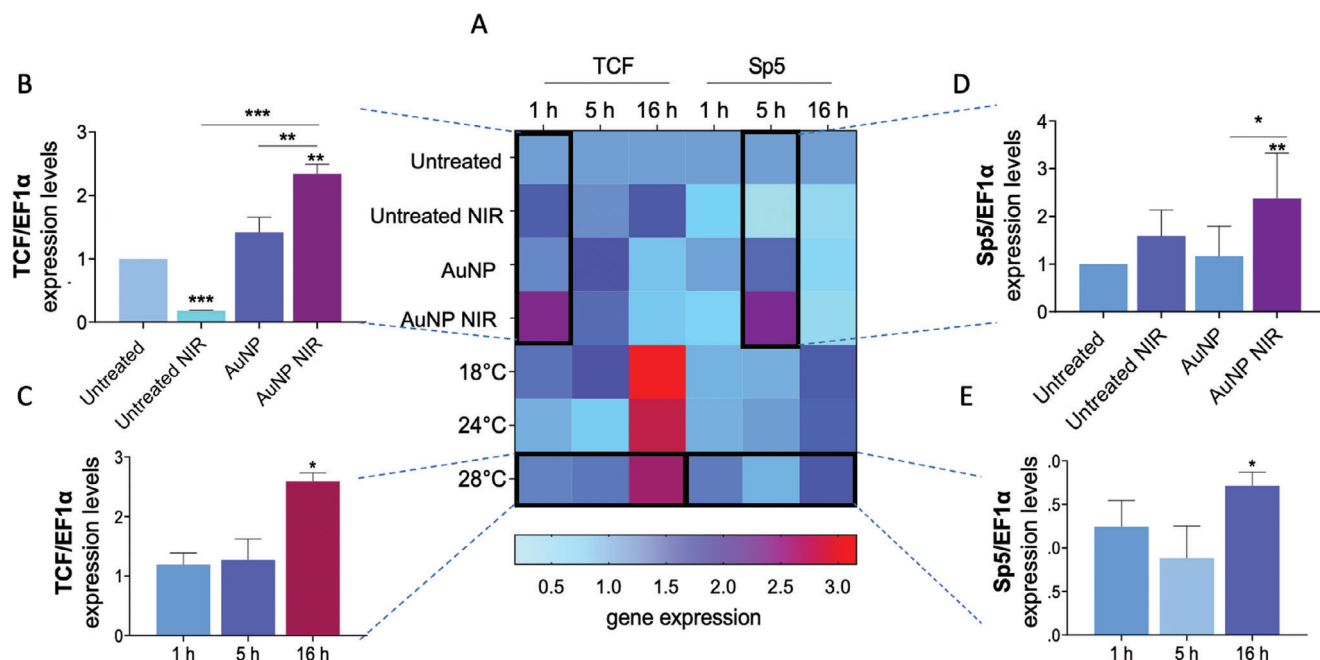 A
TCF Sp5
1 h 5 h 16 h 1 h 5 h 16 h
Untreated
Untreated NIR
AuNP
AuNP NIR
18°C
24°C
28°C
0.5 1.0 1.5 2.0 2.5 3.0
gene expression
B
TCF/EF1α
expression levels
3
2
1
0
***
**
**
***
Untreated
Untreated NIR
AuNP
AuNP NIR
C
TCF/EF1α
expression levels
3
2
1
0
*
1 h 5 h 16 h
D
Sp5/EF1α
expression levels
4
3
2
1
0
*
**
Untreated
Untreated NIR
AuNP
AuNP NIR
E
Sp5/EF1α
expression levels
.0
.5
.0
.5
.0
*
1 h 5 h 16 h